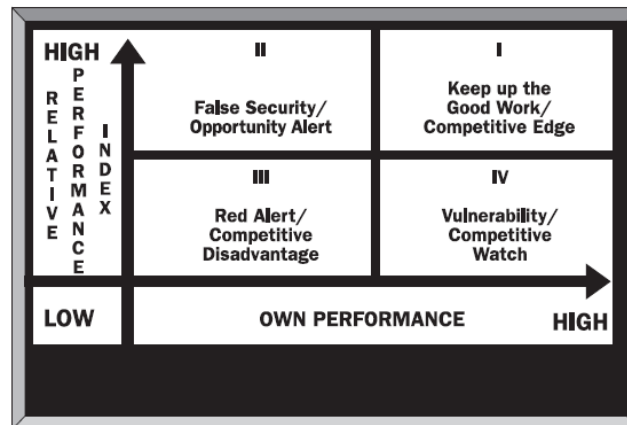 HIGH
RELATIVE
PERFORMANCE
INDEX
II
False Security/
Opportunity Alert
I
Keep up the
Good Work/
Competitive Edge
III
Red Alert/
Competitive
Disadvantage
IV
Vulnerability/
Competitive
Watch
LOW
OWN PERFORMANCE
HIGH